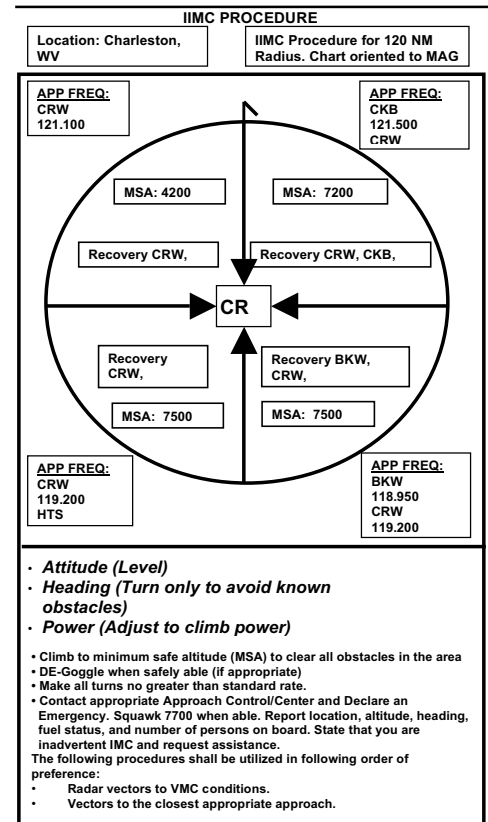 IIMC PROCEDURE
Location: Charleston,
WV
IIMC Procedure for 120 NM
Radius. Chart oriented to MAG
APP FREQ:
CRW
121.100
APP FREQ:
CKB
121.500
CRW
MSA: 4200
MSA: 7200
Recovery CRW,
Recovery CRW, CKB,
CR
Recovery
CRW,
Recovery BKW,
CRW,
MSA: 7500
MSA: 7500
APP FREQ:
CRW
119.200
HTS
APP FREQ:
BKW
118.950
CRW
119.200
• Attitude (Level)
• Heading (Turn only to avoid known
obstacles)
• Power (Adjust to climb power)
• Climb to minimum safe altitude (MSA) to clear all obstacles in the area
• DE-Goggle when safely able (if appropriate)
• Make all turns no greater than standard rate.
• Contact appropriate Approach Control/Center and Declare an
Emergency. Squawk 7700 when able. Report location, altitude, heading,
fuel status, and number of persons on board. State that you are
inadvertent IMC and request assistance.
The following procedures shall be utilized in following order of
preference:
• Radar vectors to VMC conditions.
• Vectors to the closest appropriate approach.